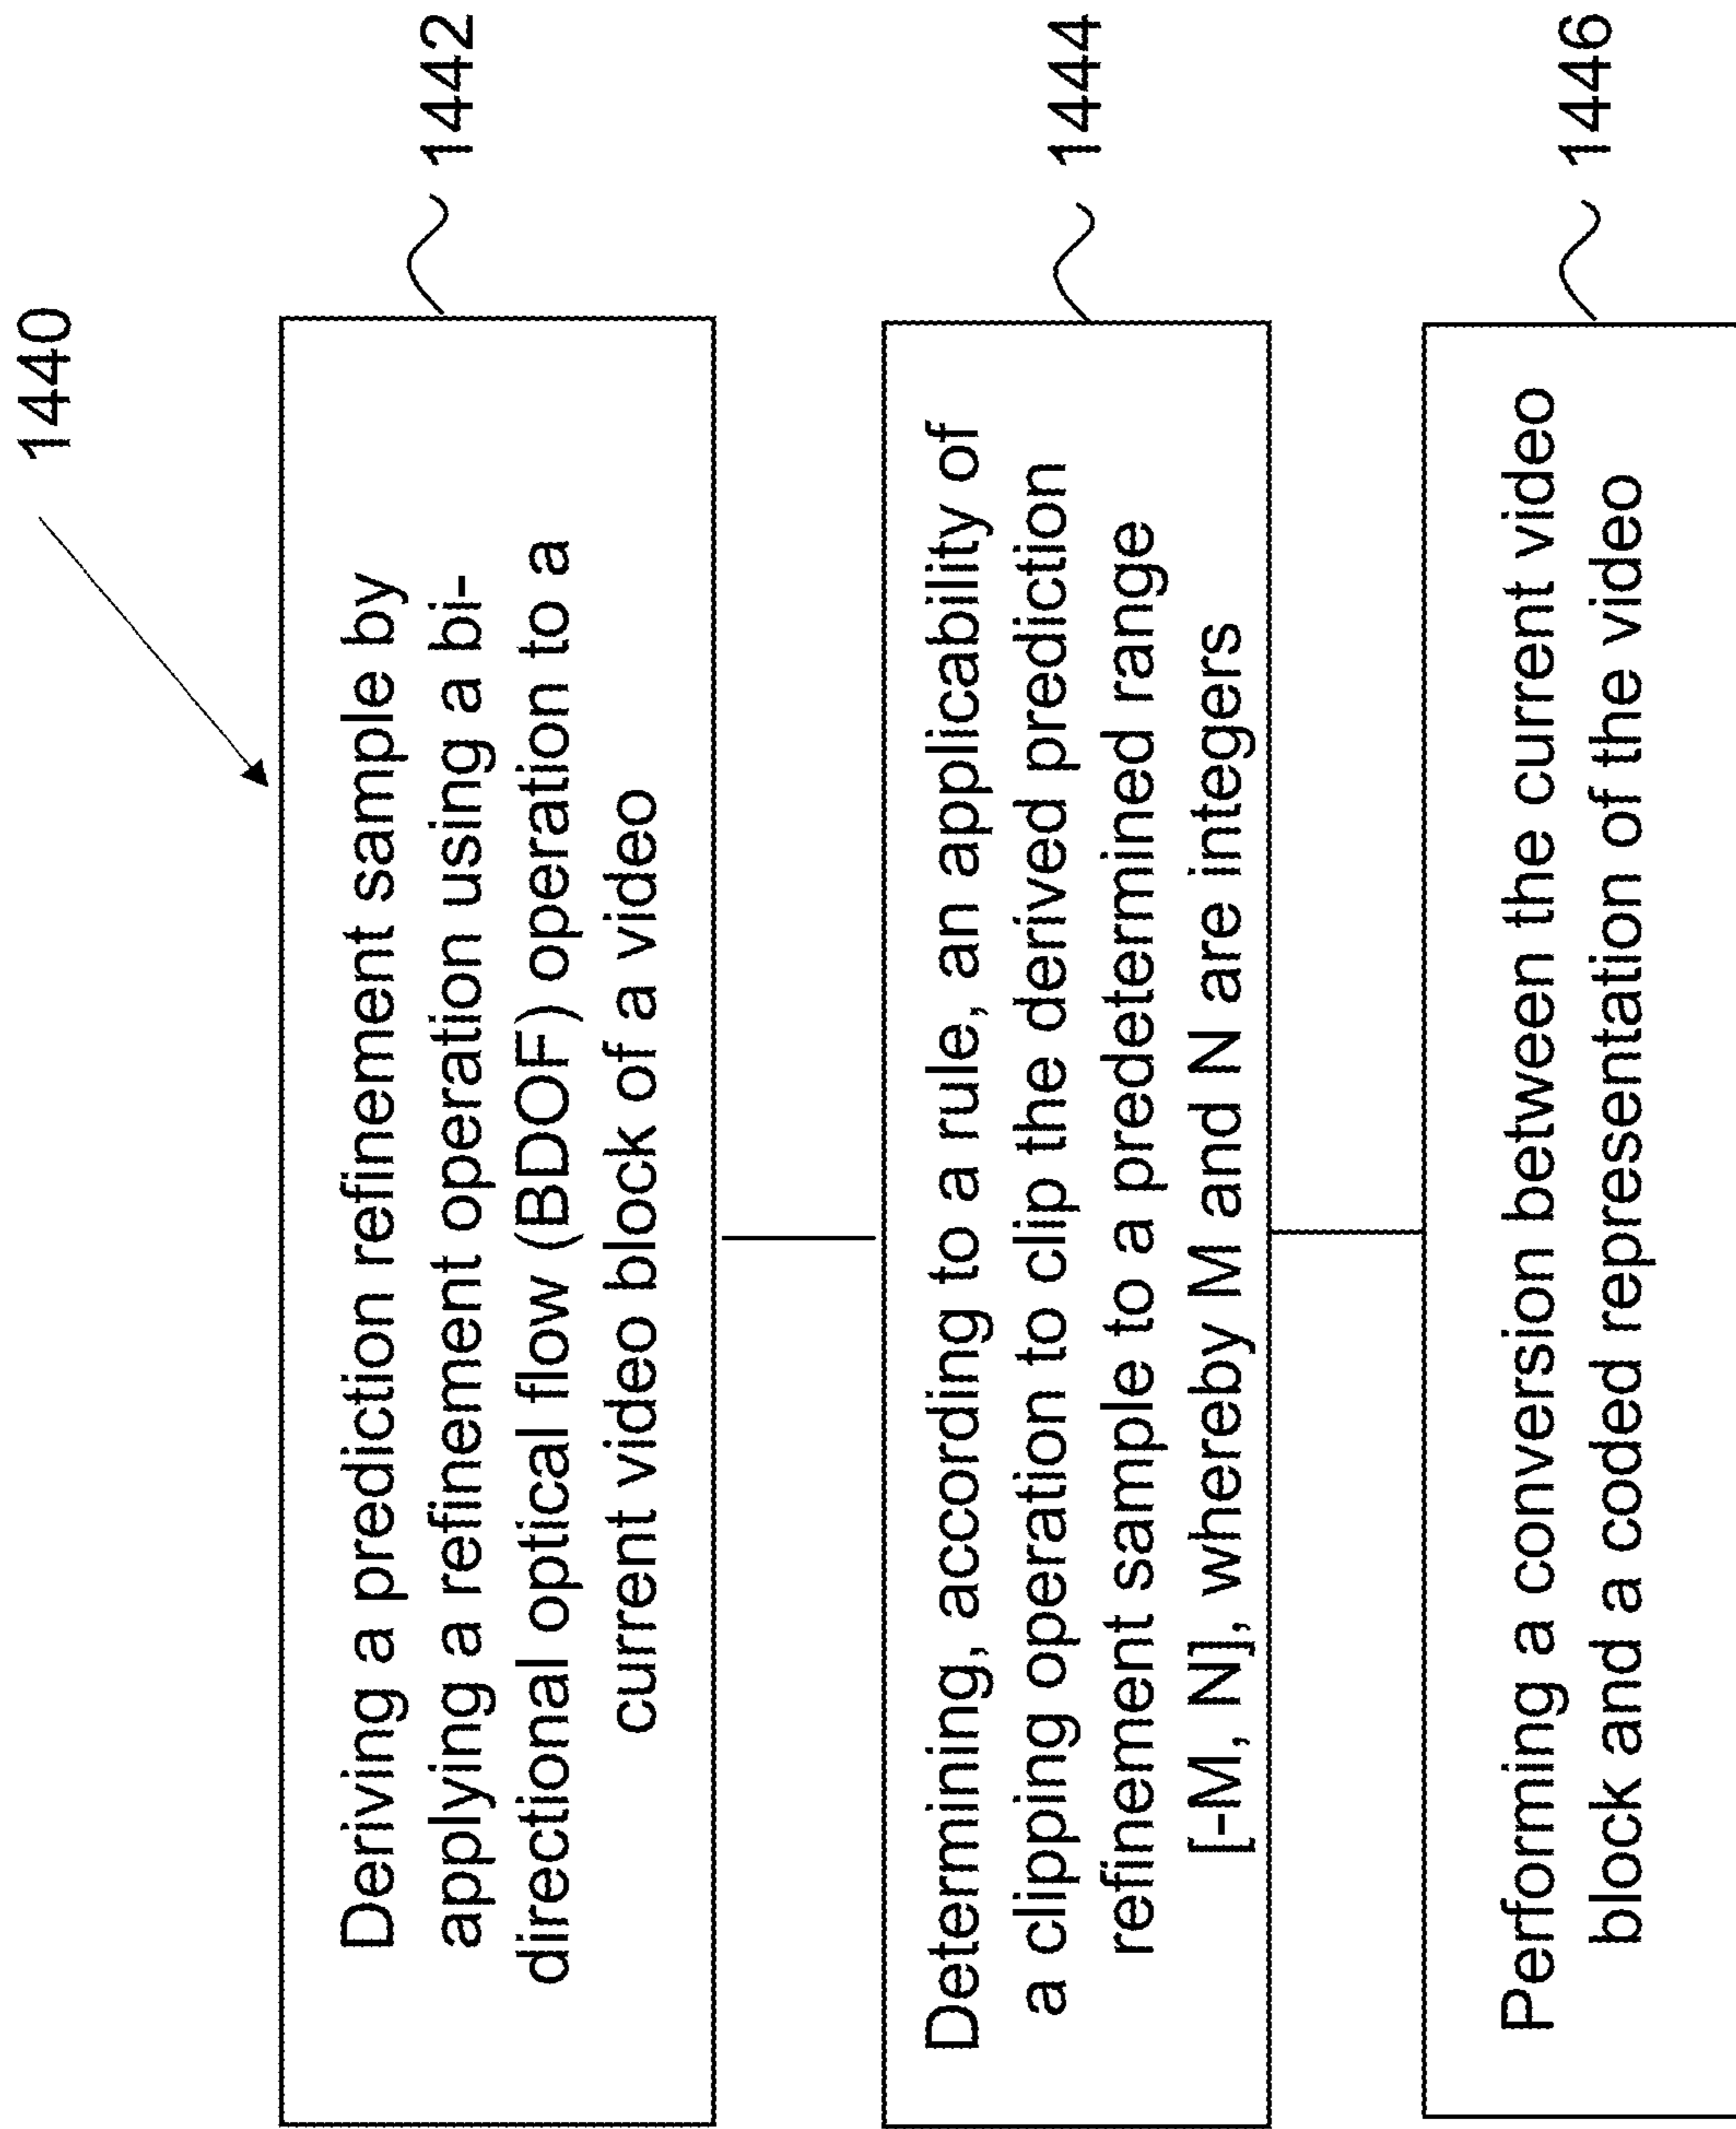 1440
Deriving a prediction refinement sample by
applying a refinement operation using a bi-
directional optical flow (BDOF) operation to a
current video block of a video
1442
Determining, according to a rule, an applicability of
a clipping operation to clip the derived prediction
refinement sample to a predetermined range
[-M, N], whereby M and N are integers
1444
Performing a conversion between the current video
block and a coded representation of the video
1446